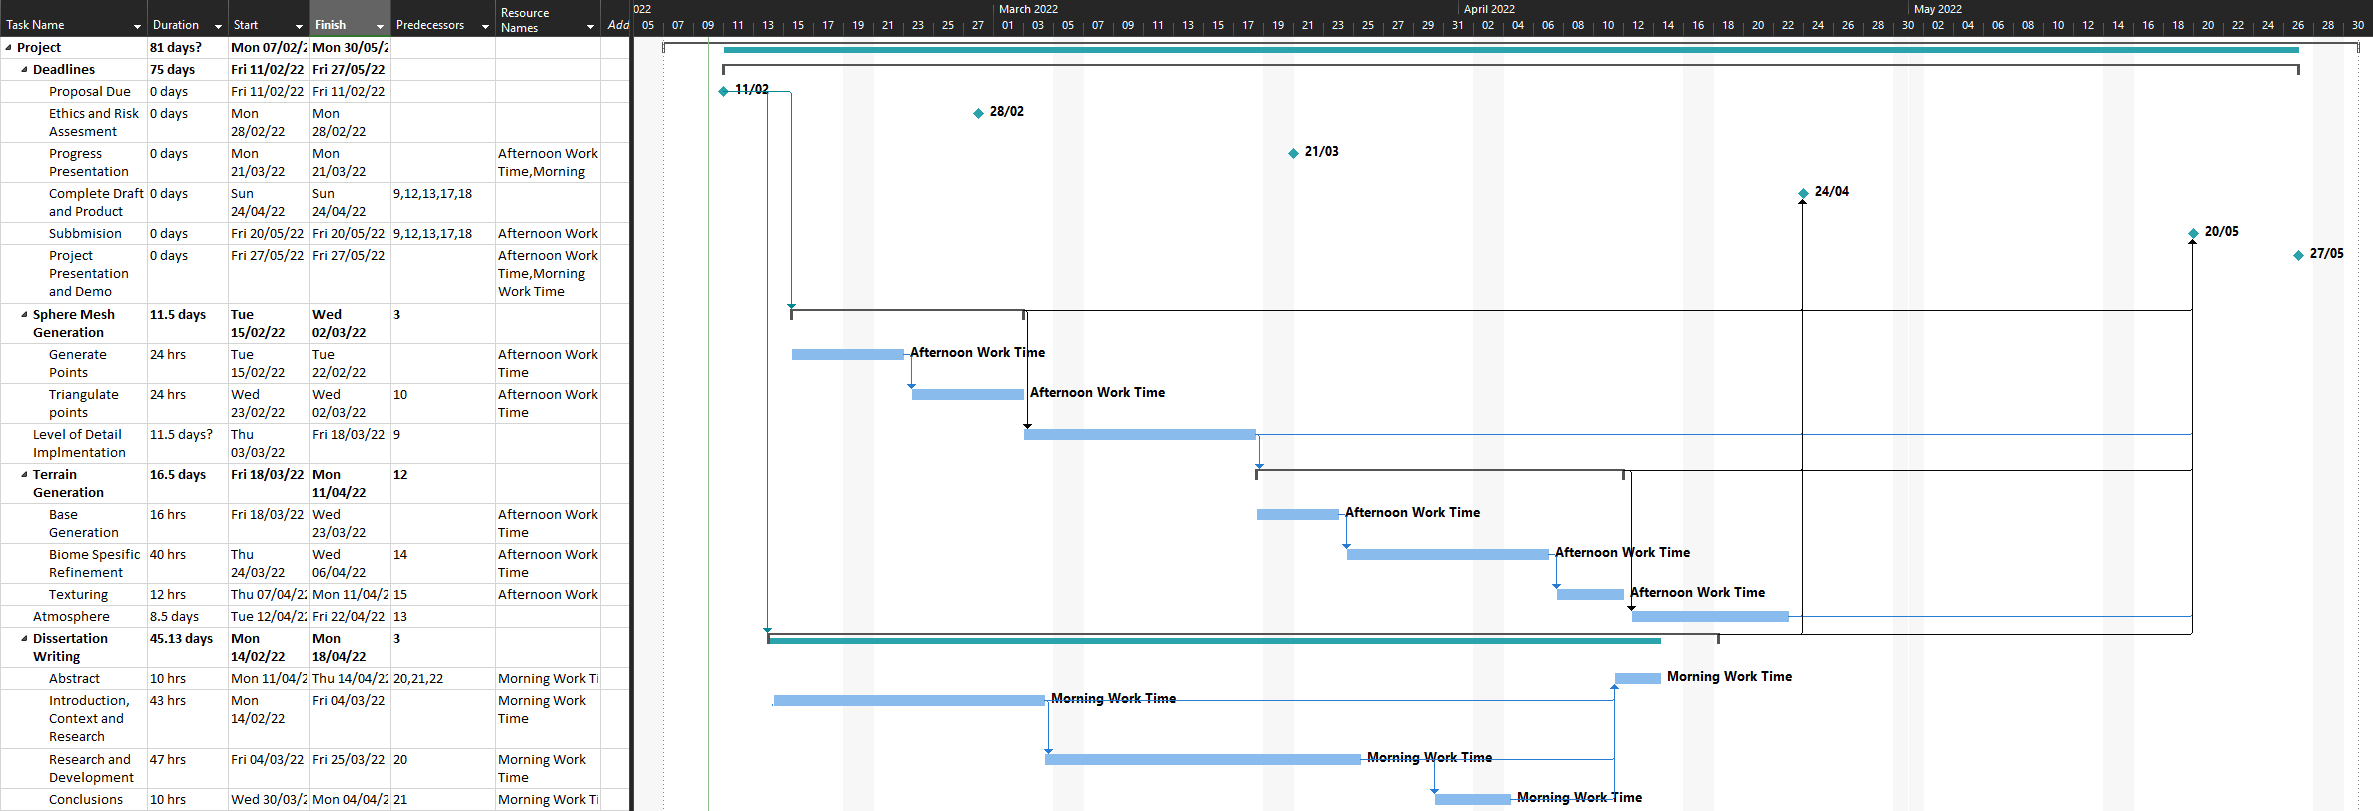 022 March 2022 April 2022 May 2022
Task Name Duration Start Finish Predecessors Resource Names Add
05 07 09 11 13 15 17 19 21 23 25 27 01 03 05 07 09 11 13 15 17 19 21 23 25 27 29 31 02 04 06 08 10 12 14 16 18 20 22 24 26 28 30 02 04 06 08 10 12 14 16 18 20 22 24 26 28 30
Project 81 days? Mon 07/02/2 Mon 30/05/2
Deadlines 75 days Fri 11/02/22 Fri 27/05/22
Proposal Due 0 days Fri 11/02/22 Fri 11/02/22
11/02
Ethics and Risk Assesment 0 days Mon 28/02/22 Mon 28/02/22
28/02
Progress Presentation 0 days Mon 21/03/22 Mon 21/03/22 Afternoon Work Time,Morning
21/03
Complete Draft and Product 0 days Sun 24/04/22 Sun 24/04/22 9,12,13,17,18
24/04
Subbmision 0 days Fri 20/05/22 Fri 20/05/22 9,12,13,17,18 Afternoon Work
20/05
Project Presentation and Demo 0 days Fri 27/05/22 Fri 27/05/22 Afternoon Work Time,Morning Work Time
27/05
Sphere Mesh Generation 11.5 days Tue 15/02/22 Wed 02/03/22 3
Generate Points 24 hrs Tue 15/02/22 Tue 22/02/22 Afternoon Work Time
Afternoon Work Time
Triangulate points 24 hrs Wed 23/02/22 Wed 02/03/22 10 Afternoon Work Time
Afternoon Work Time
Level of Detail Implmentation 11.5 days? Thu 03/03/22 Fri 18/03/22 9
Terrain Generation 16.5 days Fri 18/03/22 Mon 11/04/22 12
Base Generation 16 hrs Fri 18/03/22 Wed 23/03/22 Afternoon Work Time
Afternoon Work Time
Biome Spesific Refinement 40 hrs Thu 24/03/22 Wed 06/04/22 14 Afternoon Work Time
Afternoon Work Time
Texturing 12 hrs Thu 07/04/22 Mon 11/04/2 15 Afternoon Work
Afternoon Work Time
Atmosphere 8.5 days Tue 12/04/22 Fri 22/04/22 13
Dissertation Writing 45.13 days Mon 14/02/22 Mon 18/04/22 3
Abstract 10 hrs Mon 11/04/2 Thu 14/04/22 20,21,22 Morning Work Ti
Morning Work Time
Introduction, Context and Research 43 hrs Mon 14/02/22 Fri 04/03/22 Morning Work Time
Morning Work Time
Research and Development 47 hrs Fri 04/03/22 Fri 25/03/22 20 Morning Work Time
Morning Work Time
Conclusions 10 hrs Wed 30/03/2 Mon 04/04/2 21 Morning Work Ti
Morning Work Time